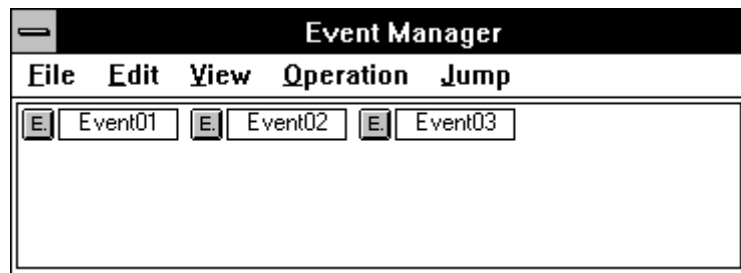 Event Manager
File Edit View Operation Jump
E. Event01 E. Event02 E. Event03